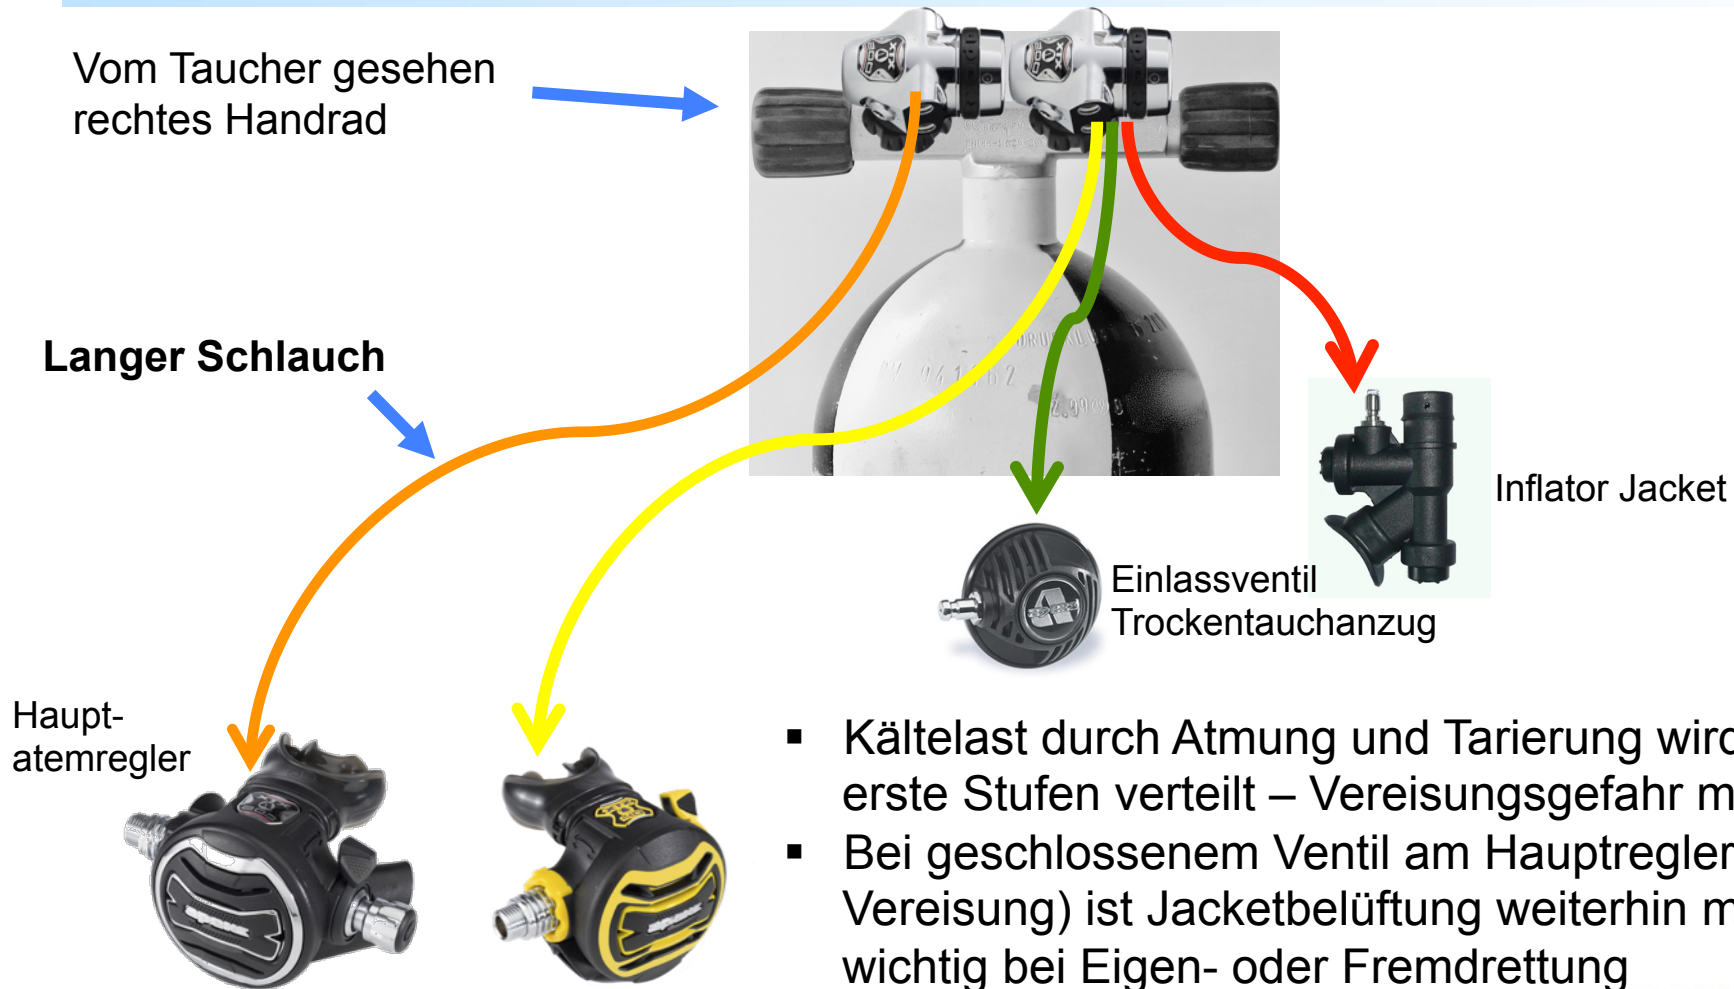 Vom Taucher gesehen
rechtes Handrad
Langer Schlauch
Inflator Jacket
Einlassventil
Trockentauchanzug
Haupt-
atemregler
▪ Kältelast durch Atmung und Tarierung wird
erste Stufen verteilt – Vereisungsgefahr m
▪ Bei geschlossenem Ventil am Hauptregler
Vereisung) ist Jacketbelüftung weiterhin m
wichtig bei Eigen- oder Fremdrettung